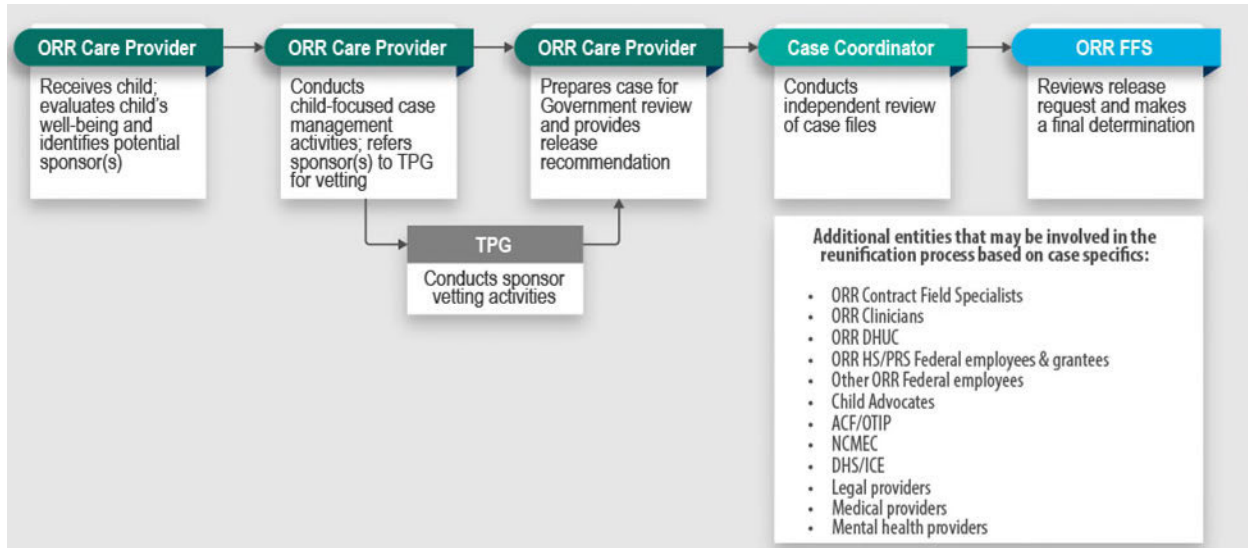 ORR Care Provider
Receives child;
evaluates child's
well-being and
identifies potential
sponsor(s)
ORR Care Provider
Conducts
child-focused case
management
activities; refers
sponsor(s) to TPG
for vetting
ORR Care Provider
Prepares case for
Government review
and provides
release
recommendation
Case Coordinator
Conducts
independent review
of case files
ORR FFS
Reviews release
request and makes
a final determination
TPG
Conducts sponsor
vetting activities
Additional entities that may be involved in the
reunification process based on case specifics:
• ORR Contract Field Specialists
• ORR Clinicians
• ORR DHUC
• ORR HS/PRS Federal employees & grantees
• Other ORR Federal employees
• Child Advocates
• ACF/OTIP
• NCMEC
• DHS/ICE
• Legal providers
• Medical providers
• Mental health providers